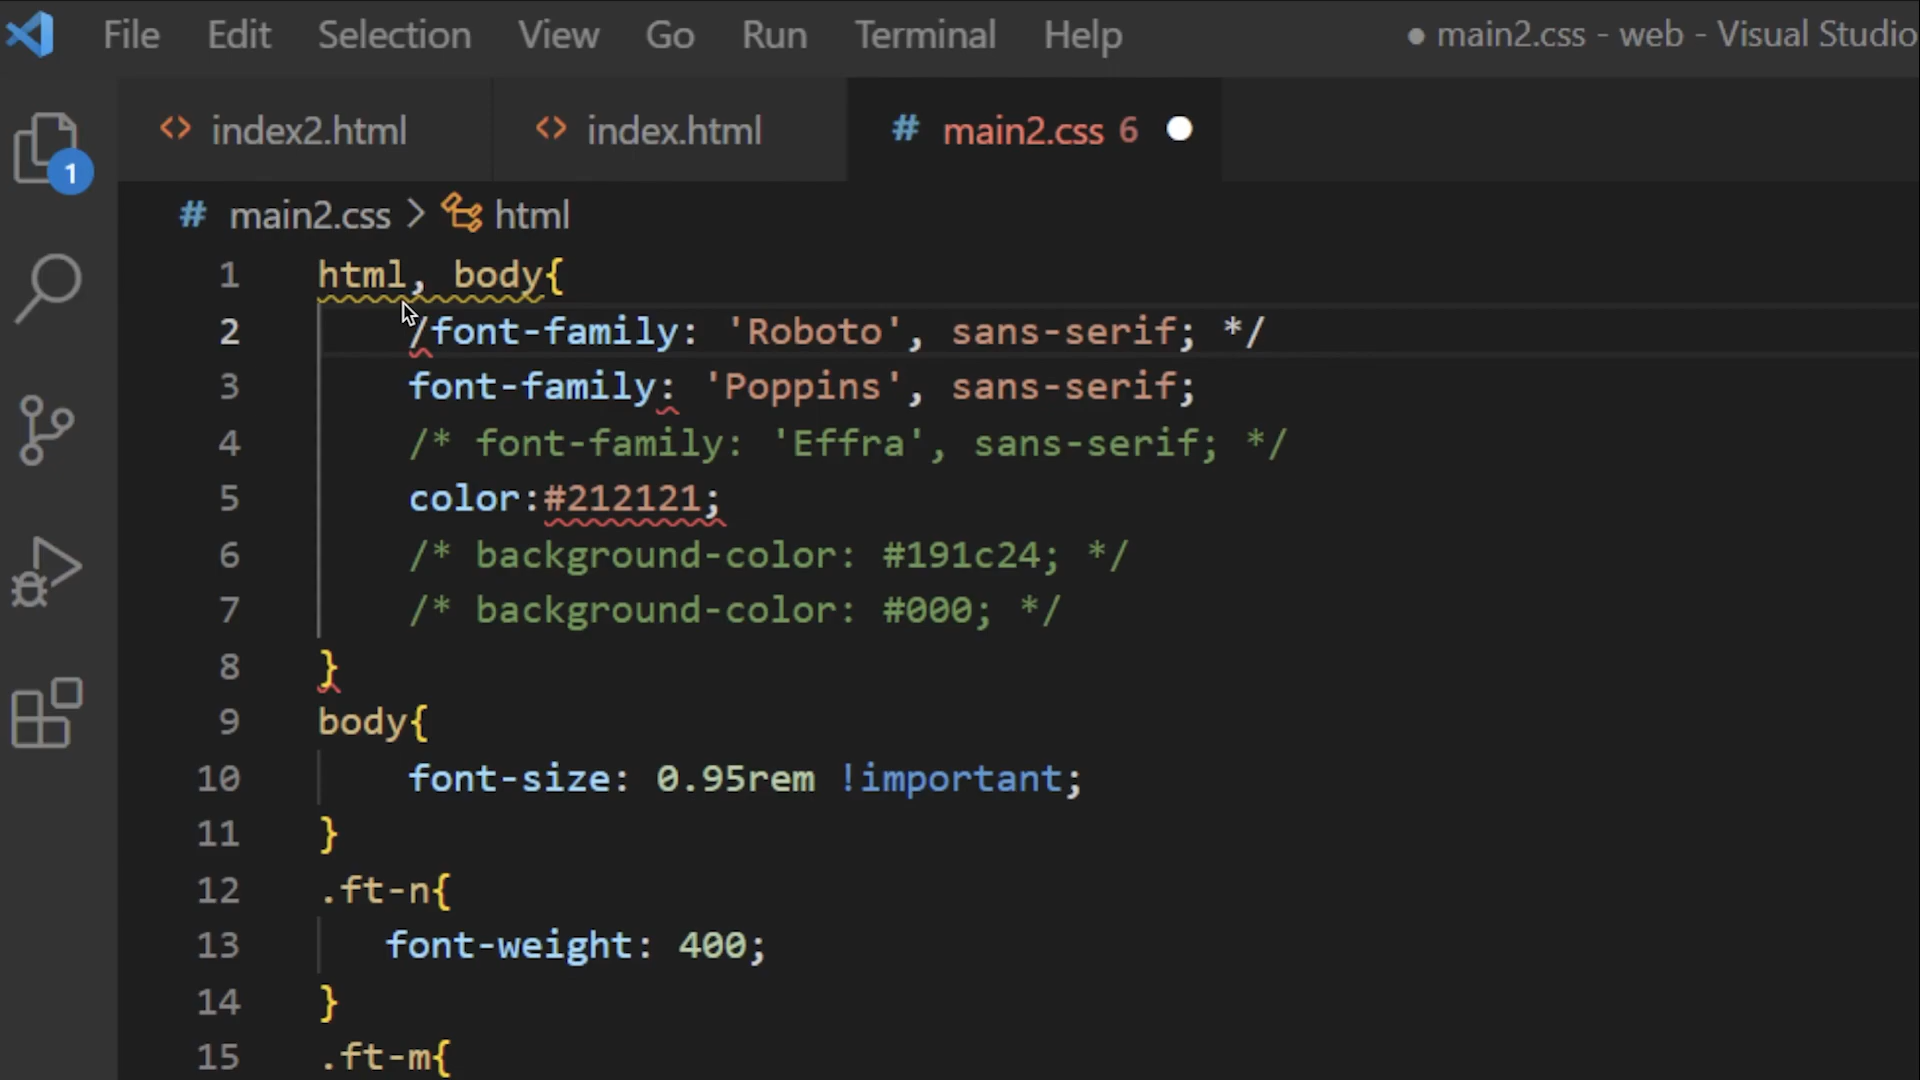 File Edit Selection View Go Run Terminal Help ● main2.css - web - Visual Studio
<> index2.html <> index.html # main2.css 6
1
# main2.css > html
1 html, body{
2 /font-family: 'Roboto', sans-serif; */
3 font-family: 'Poppins', sans-serif;
4 /* font-family: 'Effra', sans-serif; */
5 color:#212121;
6 /* background-color: #191c24; */
7 /* background-color: #000; */
8 }
9 body{
10 font-size: 0.95rem !important;
11 }
12 .ft-n{
13 font-weight: 400;
14 }
15 .ft-m{